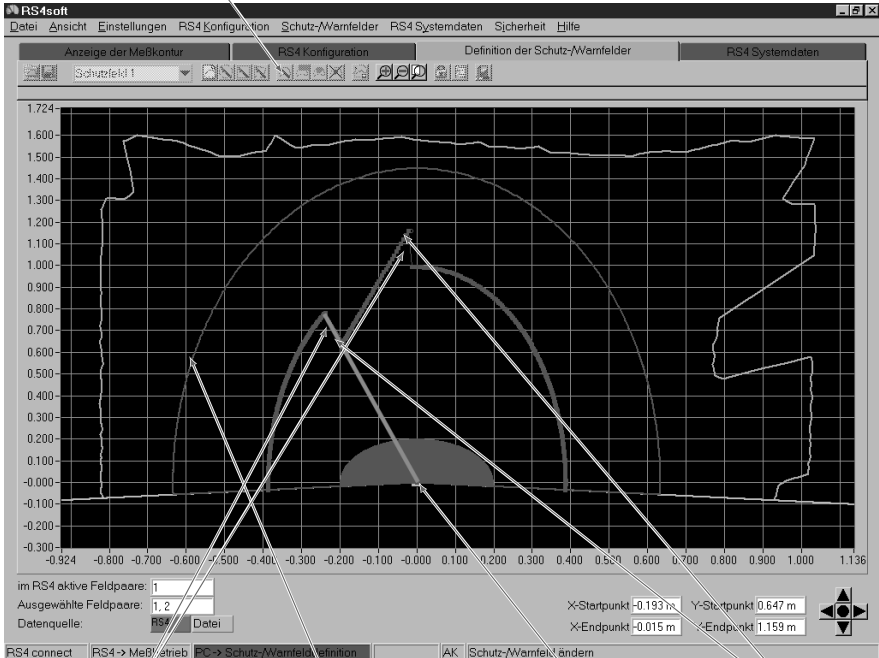 RS4soft
Datei Ansicht Einstellungen RS4 Konfiguration Schutz-/Warnfelder RS4 Systemdaten Sicherheit Hilfe
Anzeige der Meßkontur RS4 Konfiguration Definition der Schutz-/Warnfelder RS4 Systemdaten
Schutzfeld 1
1.724
1.600
1.500
1.400
1.300
1.200
1.100
1.000
0.900
0.800
0.700
0.600
0.500
0.400
0.300
0.200
0.100
-0.000
-0.100
-0.200
-0.300
-0.924 -0.800 -0.700 -0.600 -0.500 -0.400 -0.300 -0.200 -0.100 -0.000 0.100 0.200 0.300 0.400 0.500 0.600 0.700 0.800 0.900 1.000 1.136
im RS4 aktive Feldpaare: 1
Ausgewählte Feldpaare: 1, 2
Datenquelle: RS4 Datei
X-Startpunkt -0.193 m Y-Startpunkt 0.647 m
X-Endpunkt -0.015 m Y-Endpunkt 1.159 m
RS4 connect RS4 -> Meßbetrieb PC-> Schutz-/Warnfelddefinition AK Schutz-/Warnfeld ändern